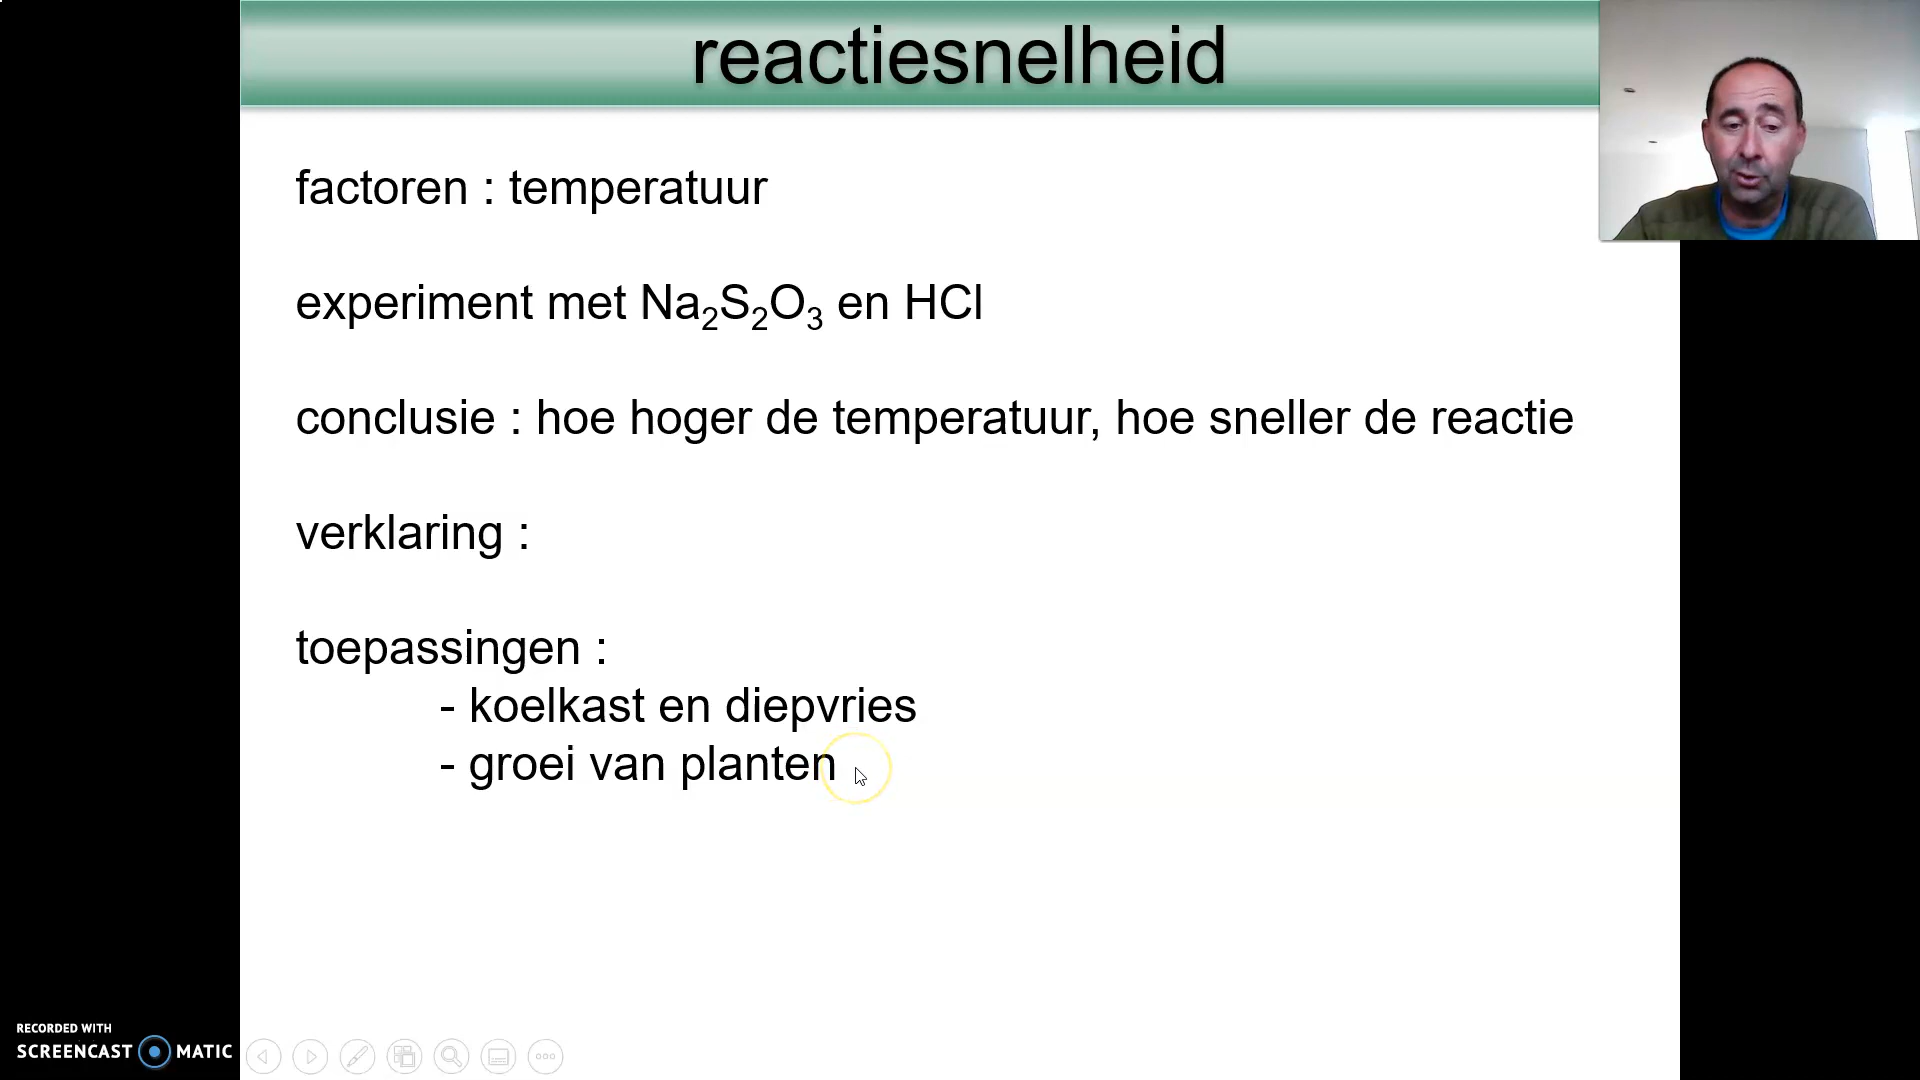 reactiesnelheid
factoren : temperatuur
experiment met Na₂S₂O₃ en HCl
conclusie : hoe hoger de temperatuur, hoe sneller de reactie
verklaring :
toepassingen :
- koelkast en diepvries
- groei van planten
RECORDED WITH
SCREENCAST MATIC